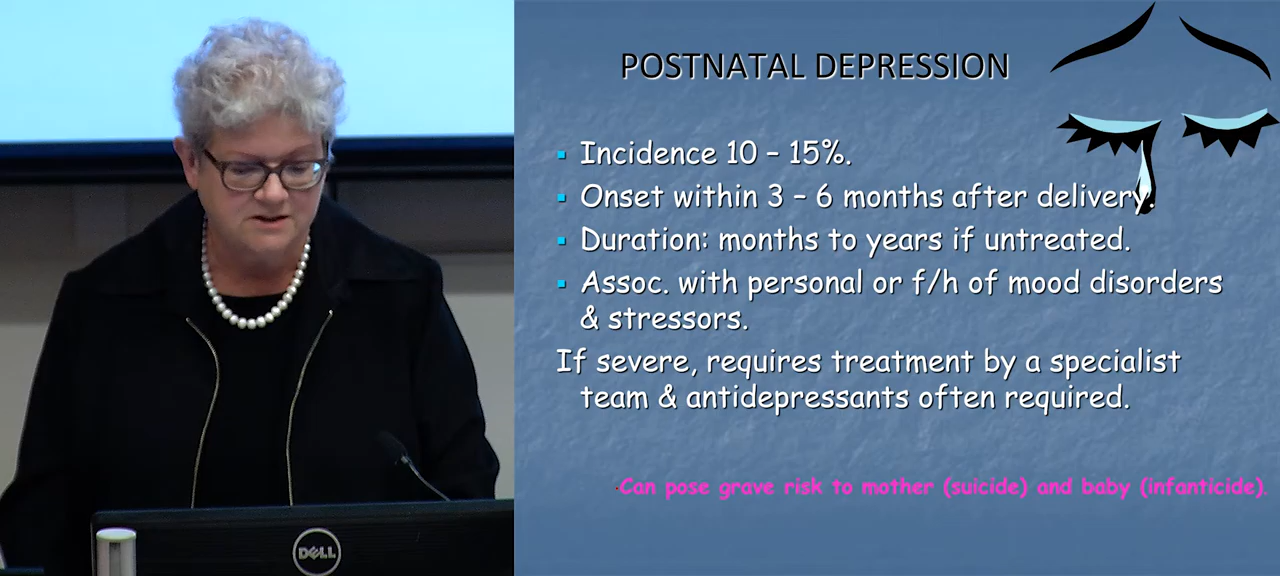 POSTNATAL DEPRESSION
Incidence 10 – 15%.
Onset within 3 – 6 months after delivery.
Duration: months to years if untreated.
Assoc. with personal or f/h of mood disorders
& stressors.
If severe, requires treatment by a specialist
team & antidepressants often required.
Can pose grave risk to mother (suicide) and baby (infanticide).
DELL